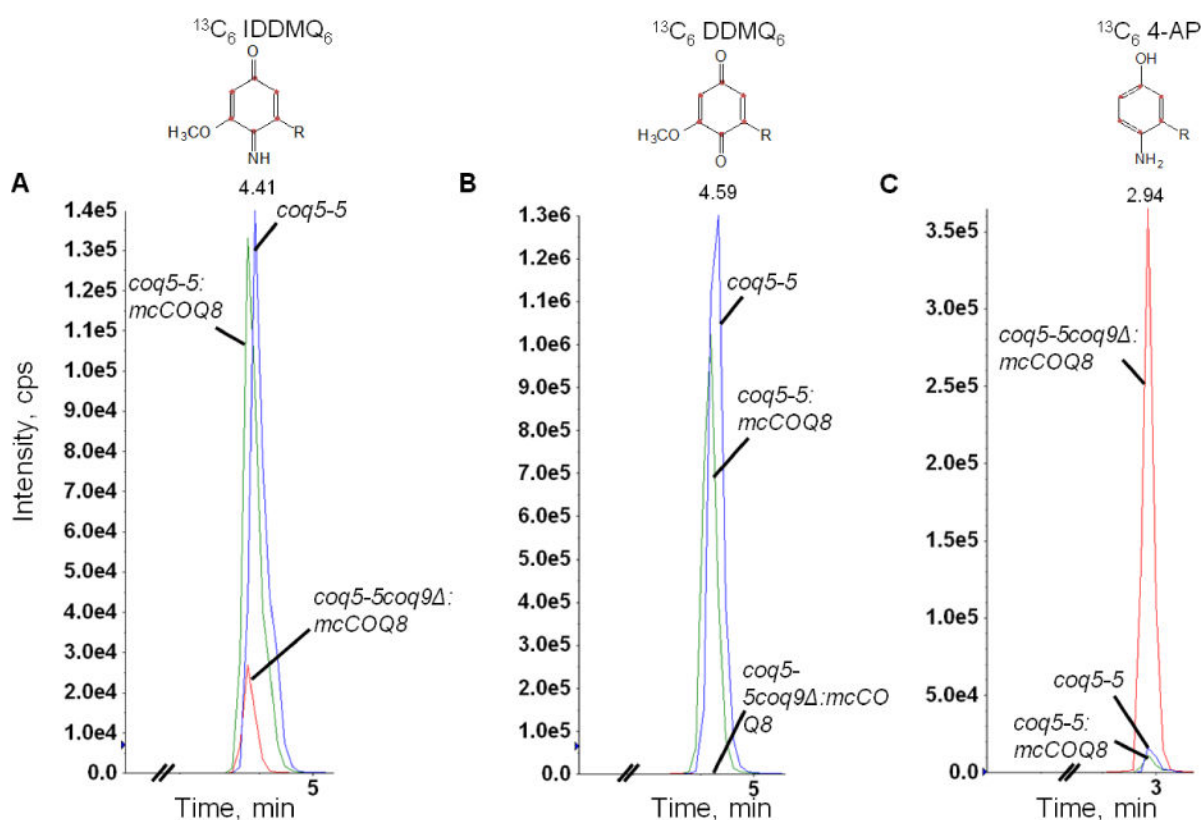 ¹³C₆ IDDMQ₆
O
H₃CO
R
NH
¹³C₆ DDMQ₆
O
H₃CO
R
O
¹³C₆ 4-AP
OH
R
NH₂
A
4.41
1.4e5
1.3e5
1.2e5
1.1e5
1.0e5
9.0e4
8.0e4
7.0e4
6.0e4
5.0e4
4.0e4
3.0e4
2.0e4
1.0e4
0.0
coq5-5
coq5-5:
mcCOQ8
coq5-5coq9Δ:
mcCOQ8
Intensity, cps
5
Time, min
B
4.59
1.3e6
1.2e6
1.1e6
1.0e6
9.0e5
8.0e5
7.0e5
6.0e5
5.0e5
4.0e5
3.0e5
2.0e5
1.0e5
0.0
coq5-5
coq5-5:
mcCOQ8
coq5-
5coq9Δ:mcCO
Q8
5
Time, min
C
2.94
3.5e5
3.0e5
2.5e5
2.0e5
1.5e5
1.0e5
5.0e4
0.0
coq5-5coq9Δ:
mcCOQ8
coq5-5
coq5-5:
mcCOQ8
3
Time, min